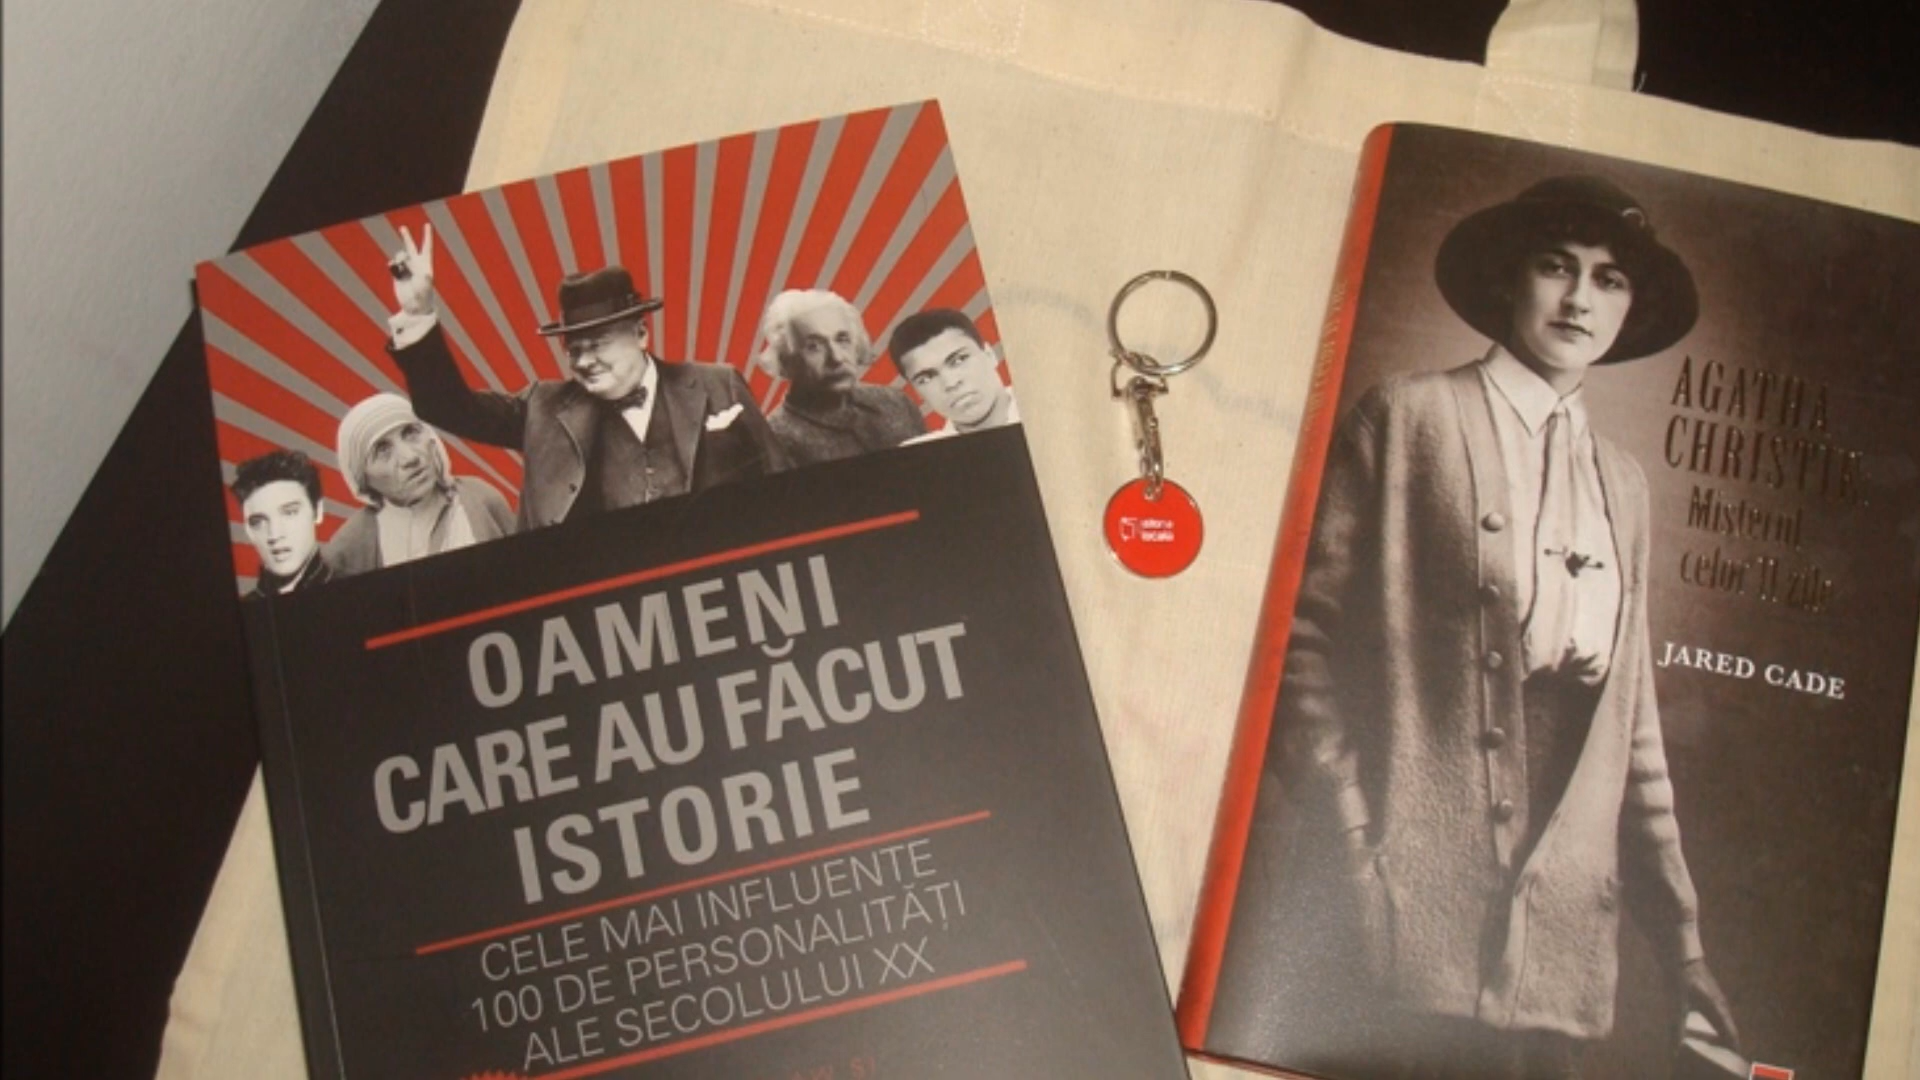 OAMENI
CARE AU FĂCUT
ISTORIE
CELE MAI INFLUENTE
100 DE PERSONALITĂȚI
ALE SECOLULUI XX
AGATHA
CHRISTIE
Misterul
celor 11 zile
JARED CADE